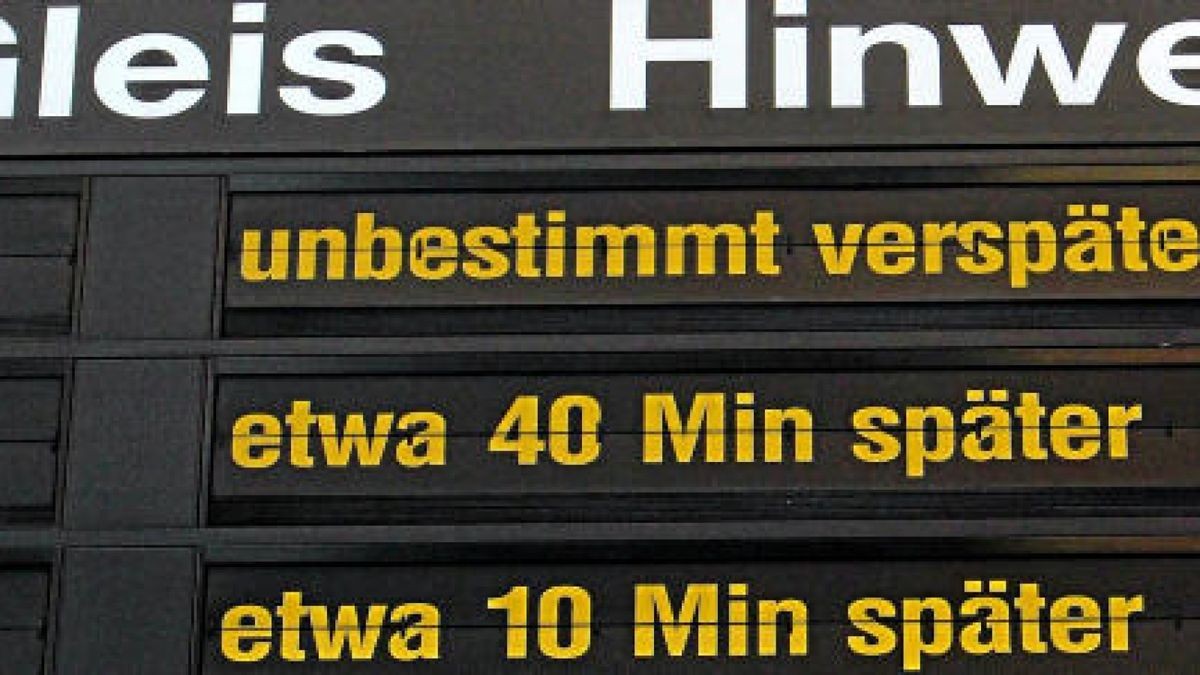 Gleis Hinwe
unbestimmt verspäte
etwa 40 Min später
etwa 10 Min später